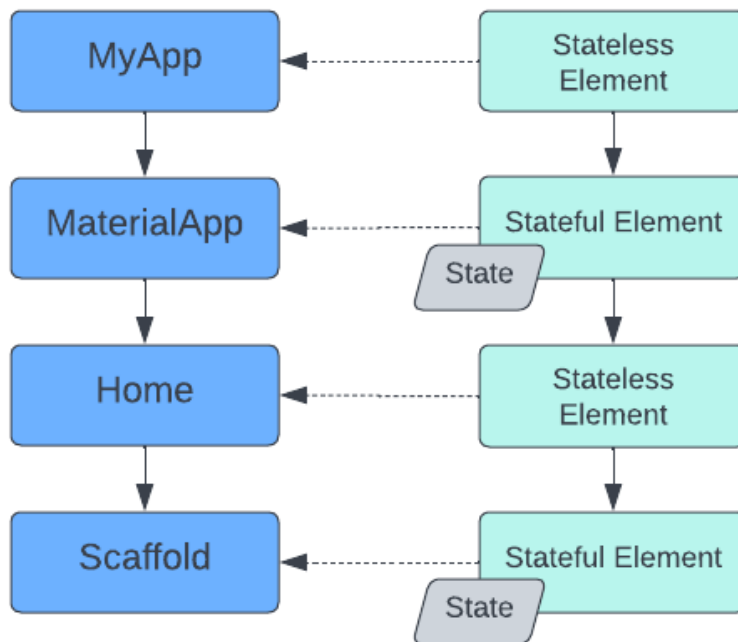 MyApp
Stateless
Element
MaterialApp
Stateful Element
State
Home
Stateless
Element
Scaffold
Stateful Element
State